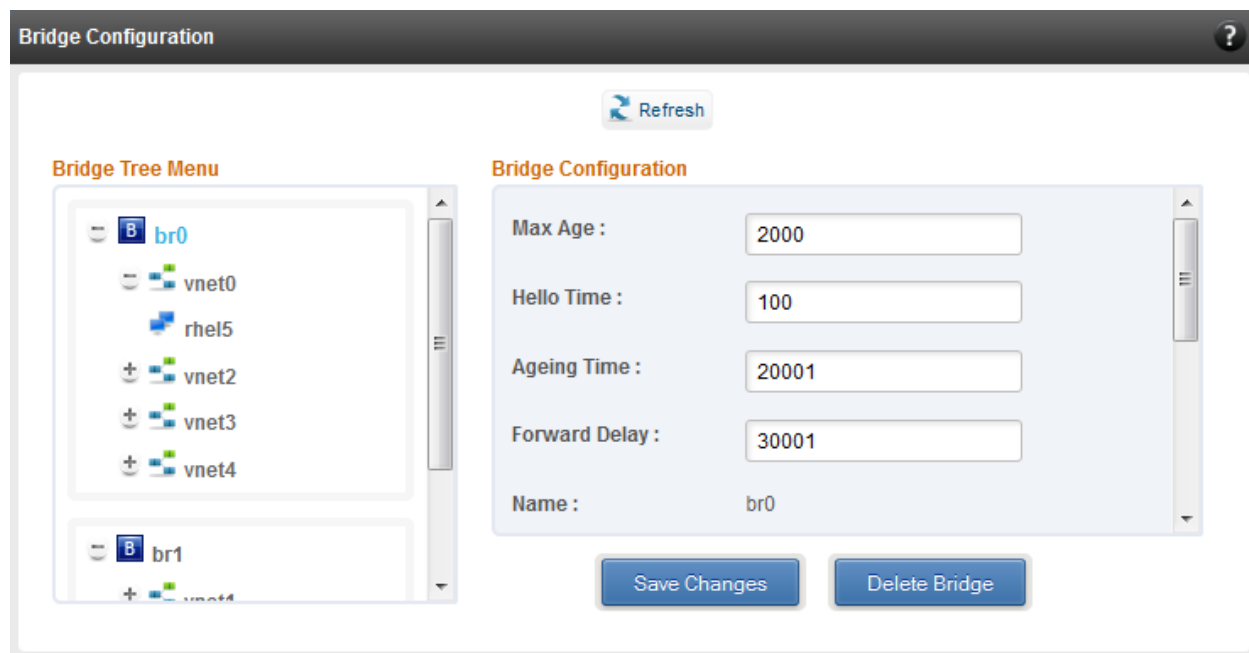 Bridge Configuration
?
Refresh
Bridge Tree Menu
B br0
vnet0
rhel5
vnet2
vnet3
vnet4
B br1
Bridge Configuration
Max Age : 2000
Hello Time : 100
Ageing Time : 20001
Forward Delay : 30001
Name : br0
Save Changes
Delete Bridge